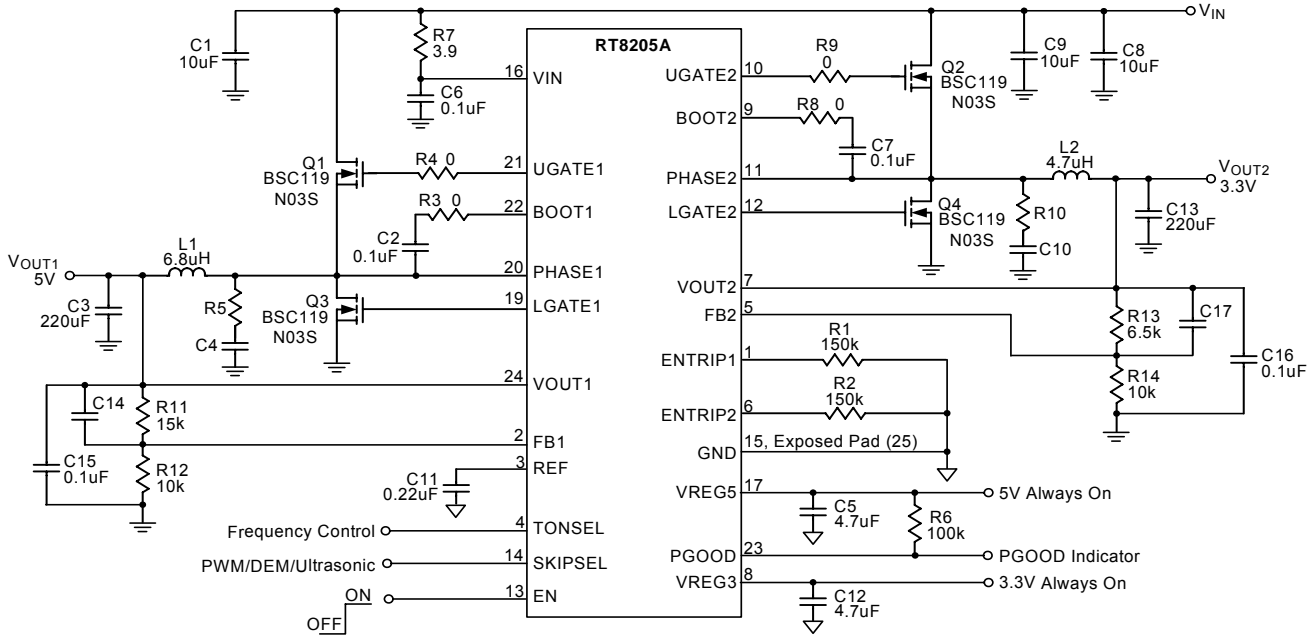 VIN
RT8205A
C1
10uF
R7
3.9
16
VIN
C6
0.1uF
Q1
BSC119
N03S
R4 0
21
UGATE1
R3 0
22
BOOT1
C2
0.1uF
VOUT1
5V
L1
6.8uH
20
PHASE1
C3
220uF
R5
C4
Q3
BSC119
N03S
19
LGATE1
24
VOUT1
C14
R11
15k
2
FB1
C15
0.1uF
R12
10k
3
REF
C11
0.22uF
Frequency Control
4
TONSEL
PWM/DEM/Ultrasonic
14
SKIPSEL
ON
OFF
13
EN
UGATE2
10
R9
0
Q2
BSC119
N03S
C9
10uF
C8
10uF
BOOT2
9
R8 0
C7
0.1uF
PHASE2
11
L2
4.7uH
VOUT2
3.3V
LGATE2
12
Q4
BSC119
N03S
R10
C10
C13
220uF
VOUT2
7
FB2
5
R13
6.5k
C17
C16
0.1uF
R14
10k
ENTRIP1
1
R1
150k
ENTRIP2
6
R2
150k
GND
15, Exposed Pad (25)
VREG5
17
5V Always On
C5
4.7uF
R6
100k
PGOOD
23
PGOOD Indicator
VREG3
8
3.3V Always On
C12
4.7uF